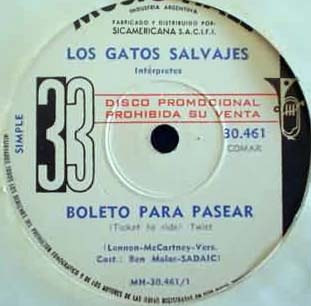 INDUSTRIA ARGENTINA
FABRICADO Y DISTRIBUIDO POR:
SICAMERICANA S.A.C.I.F.I.
LOS GATOS SALVAJES
Intérpretes
SIMPLE
33
DISCO PROMOCIONAL
PROHIBIDA SU VENTA
30.461
COMAR
BOLETO PARA PASEAR
(Ticket to ride) Twist
(Lennon-McCartney-Vers.
Cast.: Ben Molar-SADAIC)
MH-30.461/1